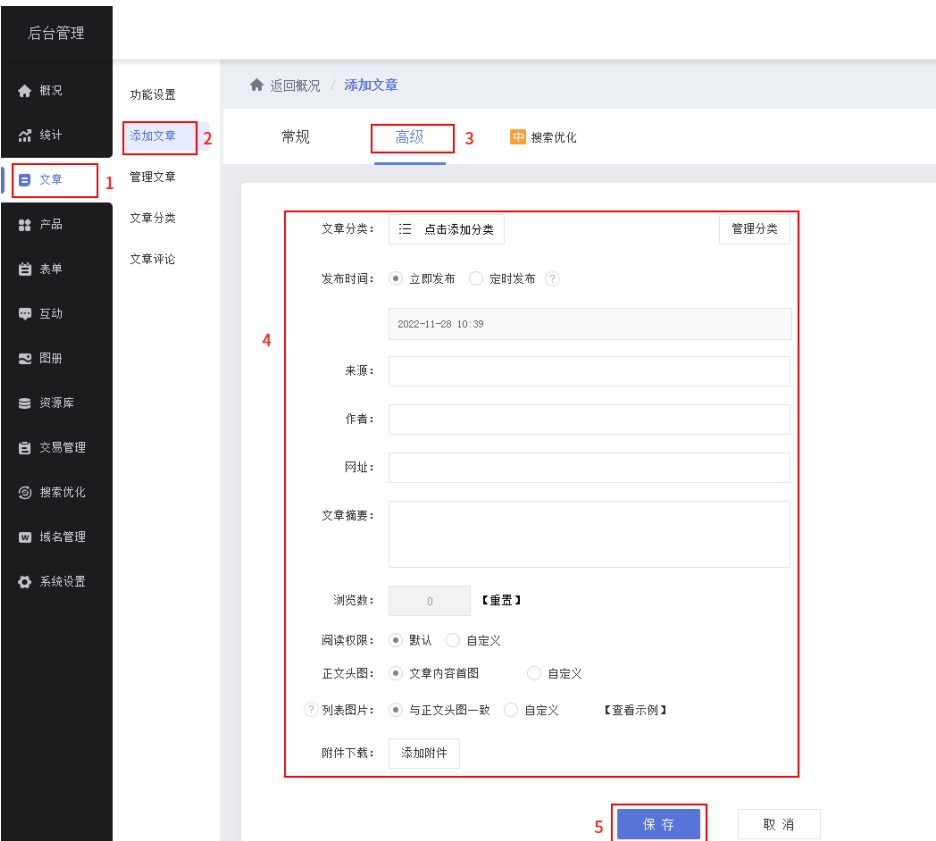 后台管理
概况
统计
文章
1
产品
表单
互动
图册
资源库
交易管理
搜索优化
域名管理
系统设置
功能设置
添加文章
2
管理文章
文章分类
文章评论
返回概况 / 添加文章
常规
高级
3
中 搜索优化
4
文章分类: 点击添加分类 管理分类
发布时间: 立即发布 定时发布 ?
2022-11-28 10:39
来源:
作者:
网址:
文章摘要:
浏览数: 0 【重置】
阅读权限: 默认 自定义
正文头图: 文章内容首图 自定义
? 列表图片: 与正文头图一致 自定义 【查看示例】
附件下载: 添加附件
5
保存
取消